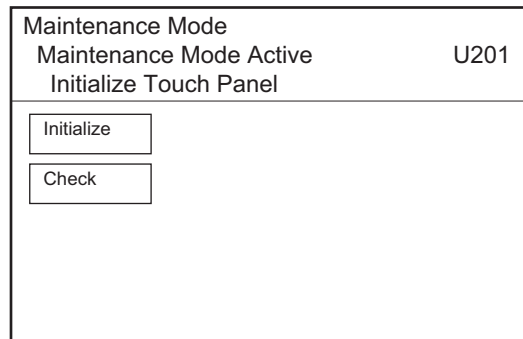 Maintenance Mode
Maintenance Mode Active U201
Initialize Touch Panel
Initialize
Check